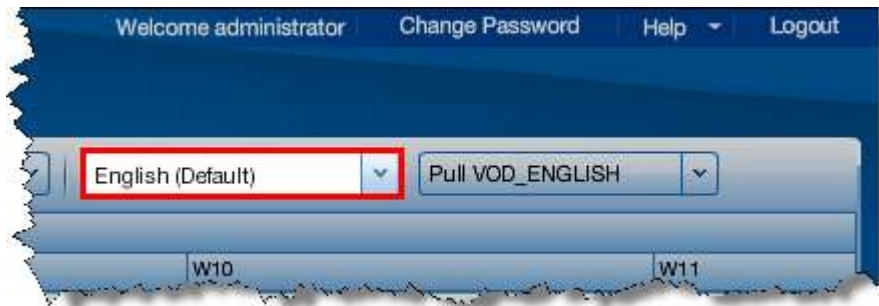 Welcome administrator Change Password Help Logout
English (Default) Pull VOD_ENGLISH
W10 W11